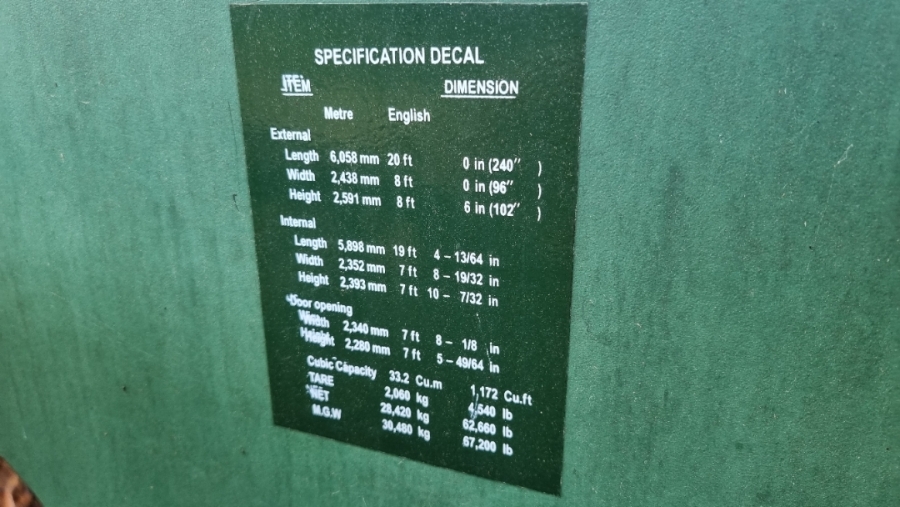 SPECIFICATION DECAL
ITEM DIMENSION
Metre English
External
Length 6,058 mm 20 ft 0 in (240″ )
Width 2,438 mm 8 ft 0 in (96″ )
Height 2,591 mm 8 ft 6 in (102″ )
Internal
Length 5,898 mm 19 ft 4 – 13/64 in
Width 2,352 mm 7 ft 8 – 19/32 in
Height 2,393 mm 7 ft 10 – 7/32 in
Door opening
Width 2,340 mm 7 ft 8 – 1/8 in
Height 2,280 mm 7 ft 5 – 49/64 in
Cubic Capacity 33.2 Cu.m 1,172 Cu.ft
TARE 2,060 kg 4,540 lb
NET 28,420 kg 62,660 lb
M.G.W 30,480 kg 67,200 lb